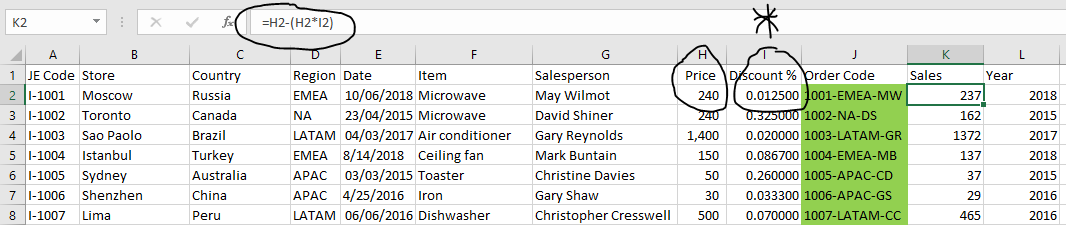 K2 fx =H2-(H2*I2)
A B C D E F G H I J K L
1 JE Code Store Country Region Date Item Salesperson Price Discount % Order Code Sales Year
2 I-1001 Moscow Russia EMEA 10/06/2018 Microwave May Wilmot 240 0.012500 1001-EMEA-MW 237 2018
3 I-1002 Toronto Canada NA 23/04/2015 Microwave David Shiner 240 0.325000 1002-NA-DS 162 2015
4 I-1003 Sao Paolo Brazil LATAM 04/03/2017 Air conditioner Gary Reynolds 1,400 0.020000 1003-LATAM-GR 1372 2017
5 I-1004 Istanbul Turkey EMEA 8/14/2018 Ceiling fan Mark Buntain 150 0.086700 1004-EMEA-MB 137 2018
6 I-1005 Sydney Australia APAC 03/03/2015 Toaster Christine Davies 50 0.260000 1005-APAC-CD 37 2015
7 I-1006 Shenzhen China APAC 4/25/2016 Iron Gary Shaw 30 0.033300 1006-APAC-GS 29 2016
8 I-1007 Lima Peru LATAM 06/06/2016 Dishwasher Christopher Cresswell 500 0.070000 1007-LATAM-CC 465 2016